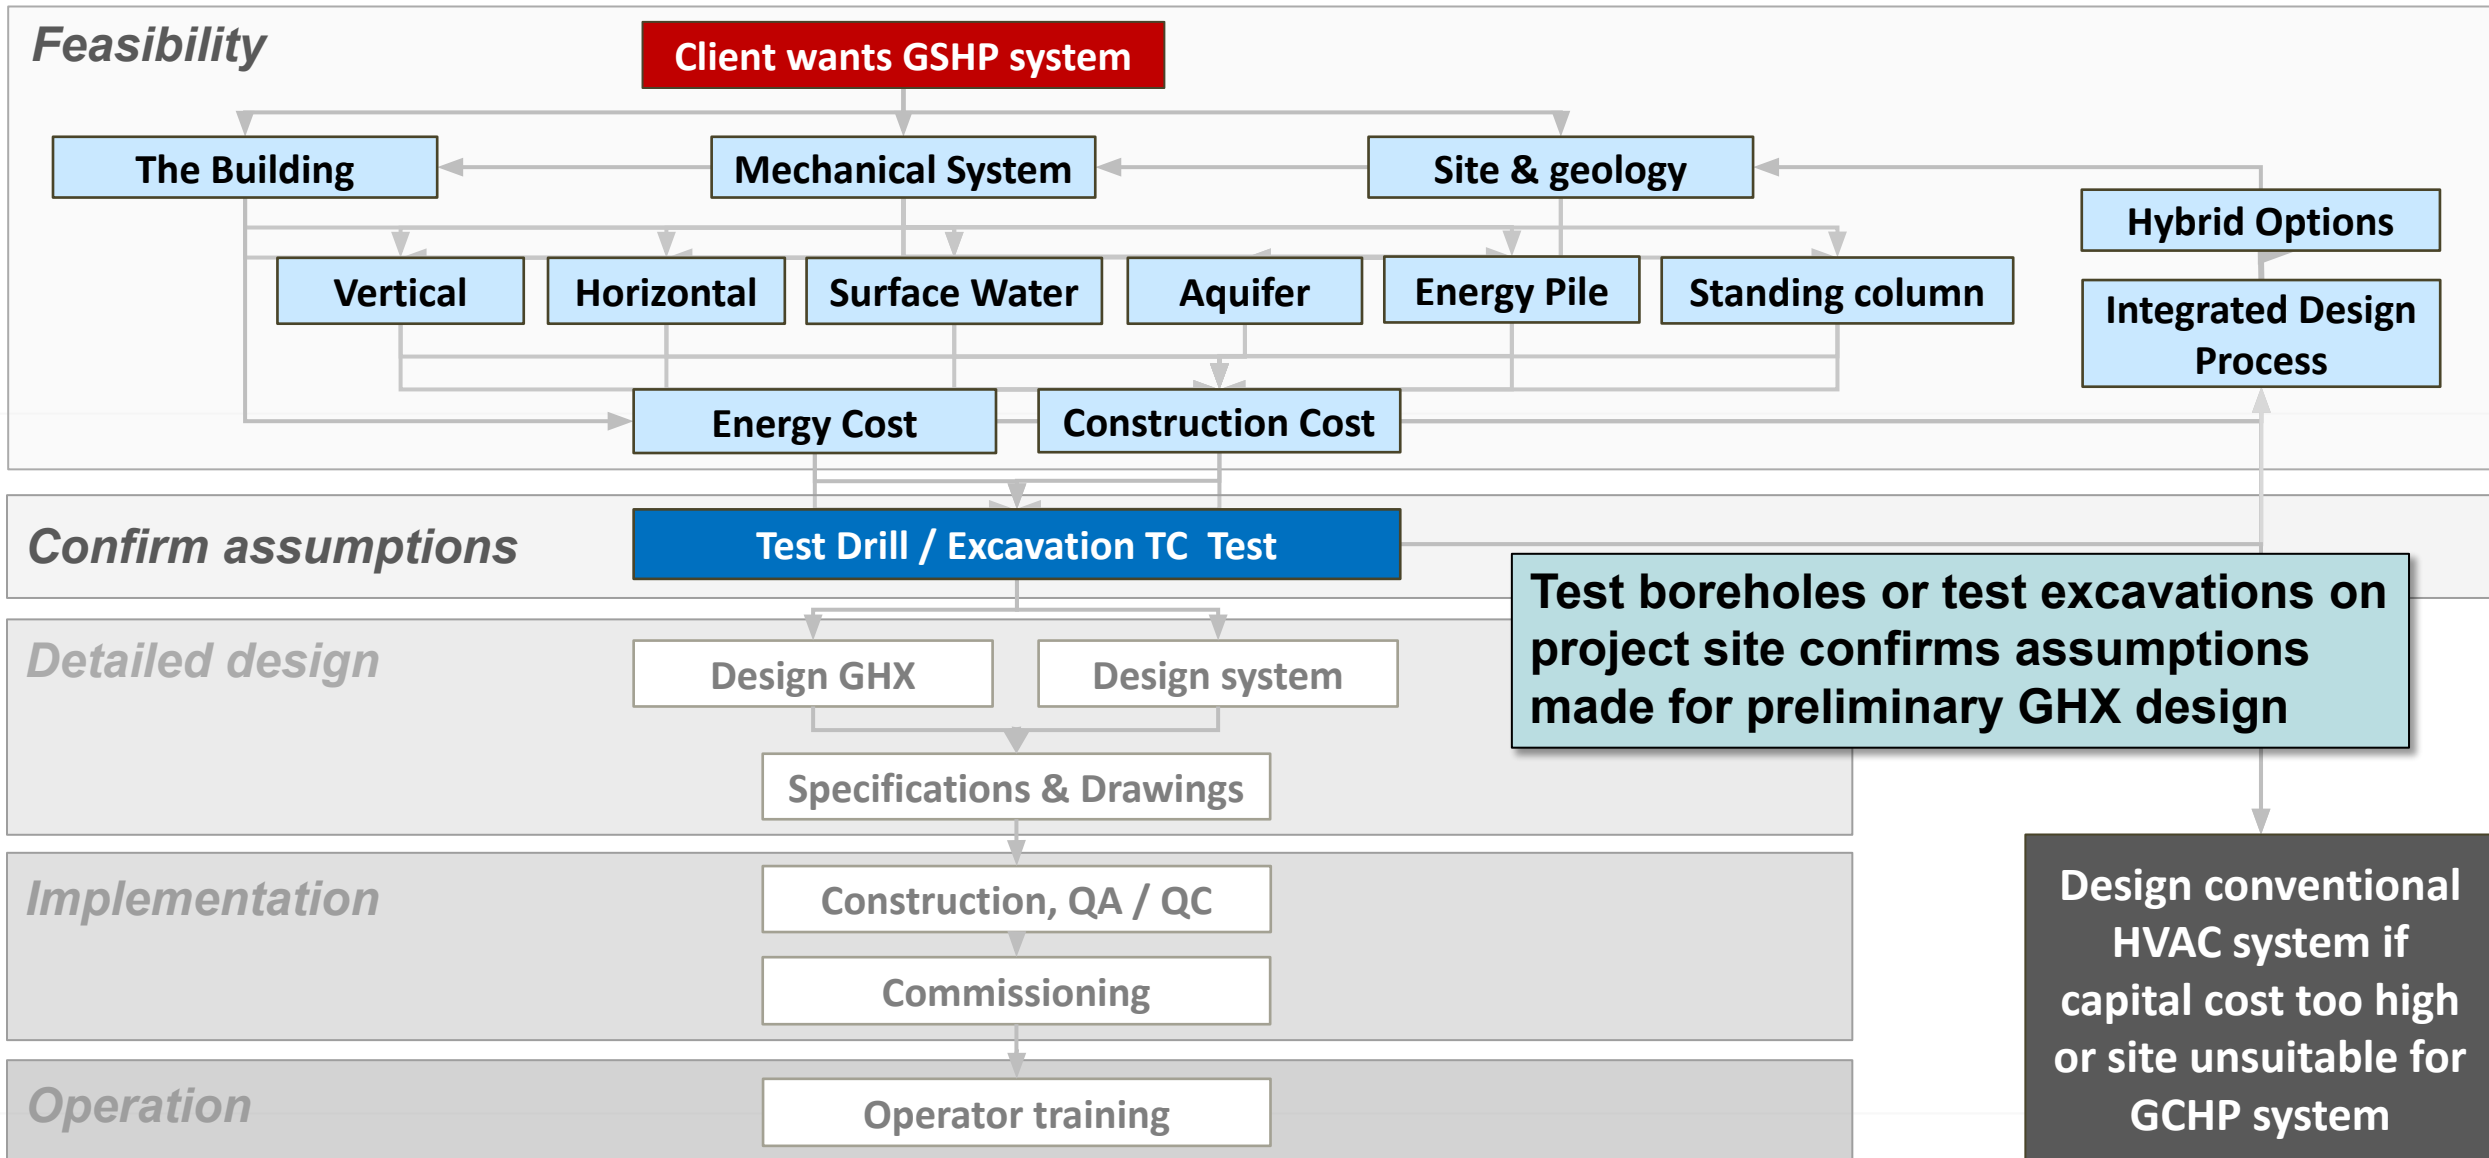 Feasibility
Client wants GSHP system
The Building
Mechanical System
Site & geology
Hybrid Options
Vertical
Horizontal
Surface Water
Aquifer
Energy Pile
Standing column
Integrated Design
Process
Energy Cost
Construction Cost
Confirm assumptions
Test Drill / Excavation TC  Test
Test boreholes or test excavations on
project site confirms assumptions
made for preliminary GHX design
Detailed design
Design GHX
Design system
Specifications & Drawings
Implementation
Construction, QA / QC
Commissioning
Design conventional
HVAC system if
capital cost too high
or site unsuitable for
GCHP system
Operation
Operator training